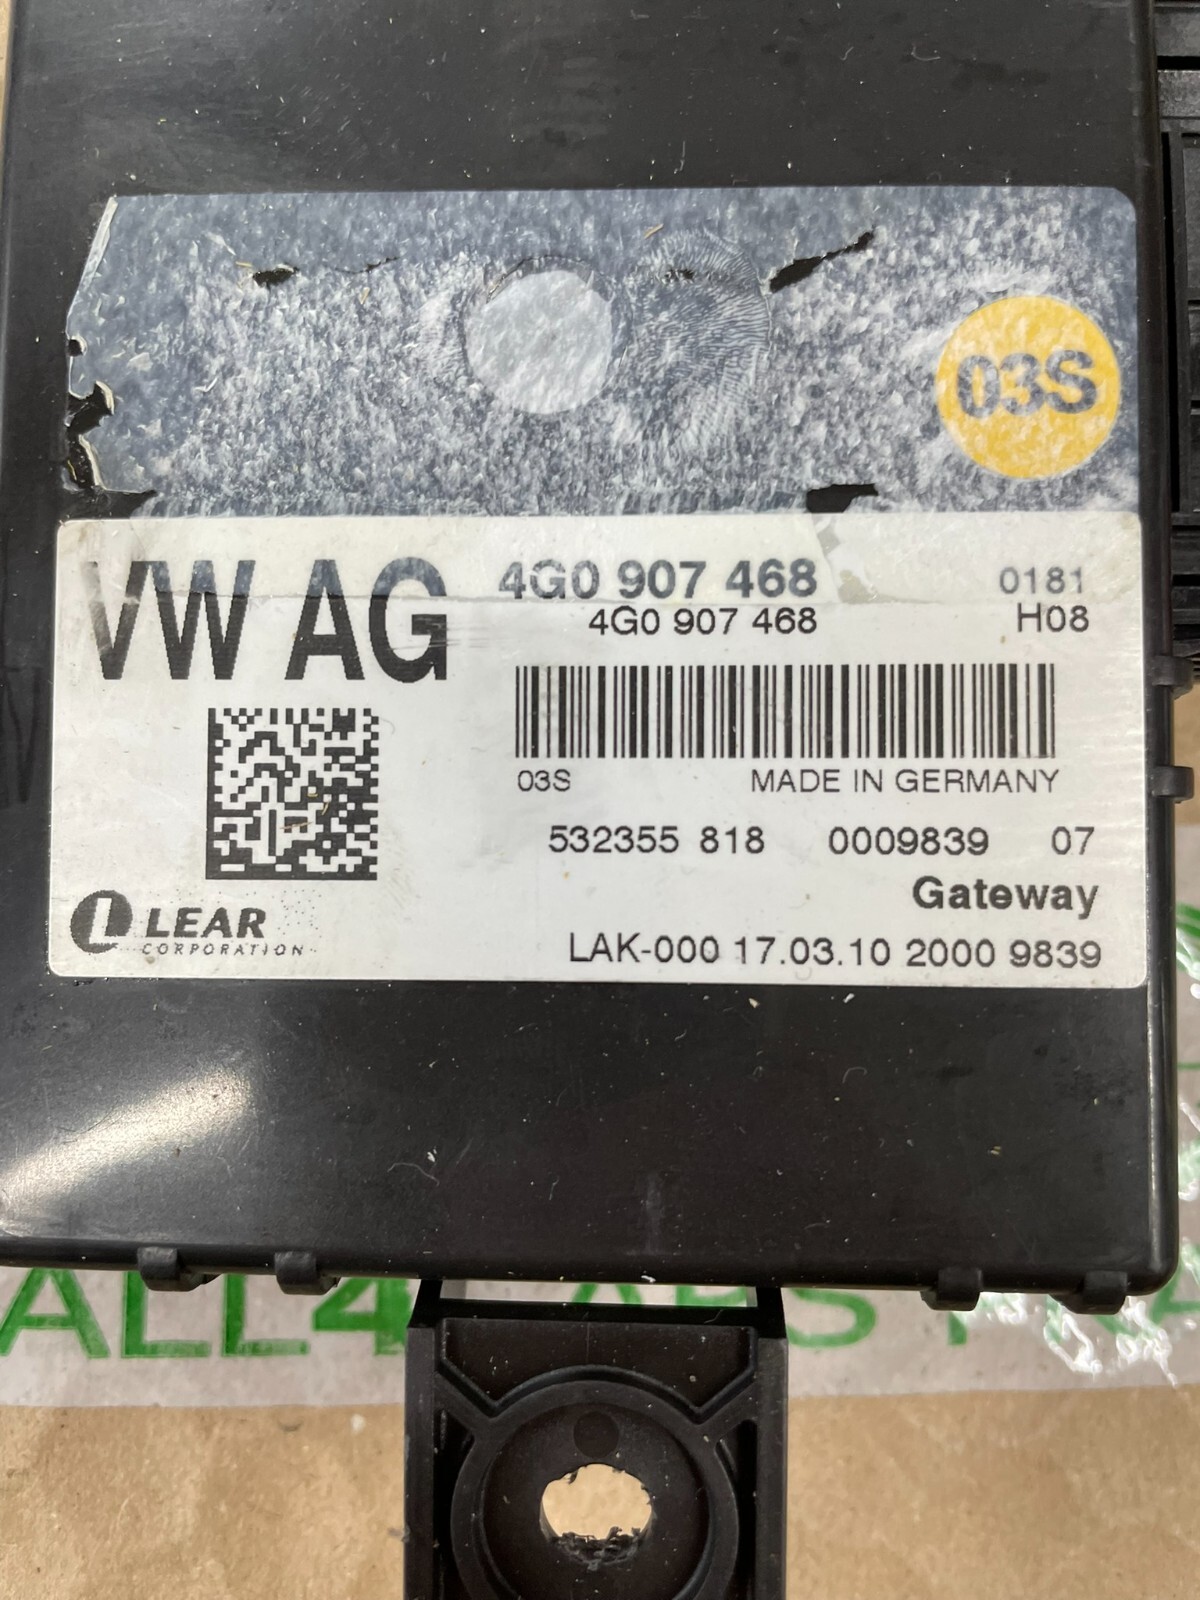 03S
VW AG
4G0 907 468
0181
4G0 907 468
H08
03S
MADE IN GERMANY
532355 818 0009839 07
Gateway
LEAR
CORPORATION
LAK-000 17.03.10 2000 9839
ALL4